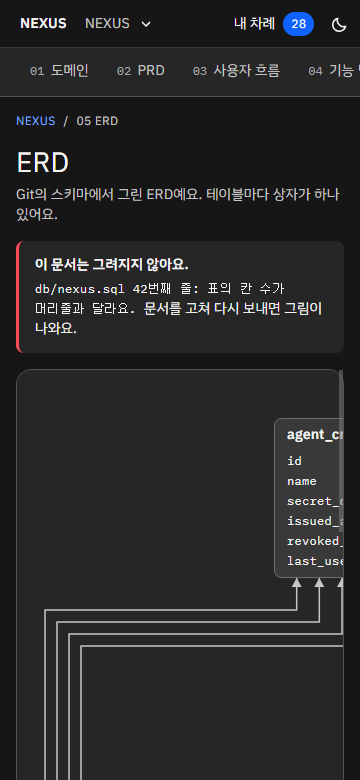 NEXUS NEXUS 내 차례 28
01 도메인 02 PRD 03 사용자 흐름 04 기능
NEXUS / 05 ERD
ERD
Git의 스키마에서 그린 ERD예요. 테이블마다 상자가 하나
있어요.
이 문서는 그려지지 않아요.
db/nexus.sql 42번째 줄: 표의 칸 수가
머리줄과 달라요. 문서를 고쳐 다시 보내면 그림이
나와요.
id
name